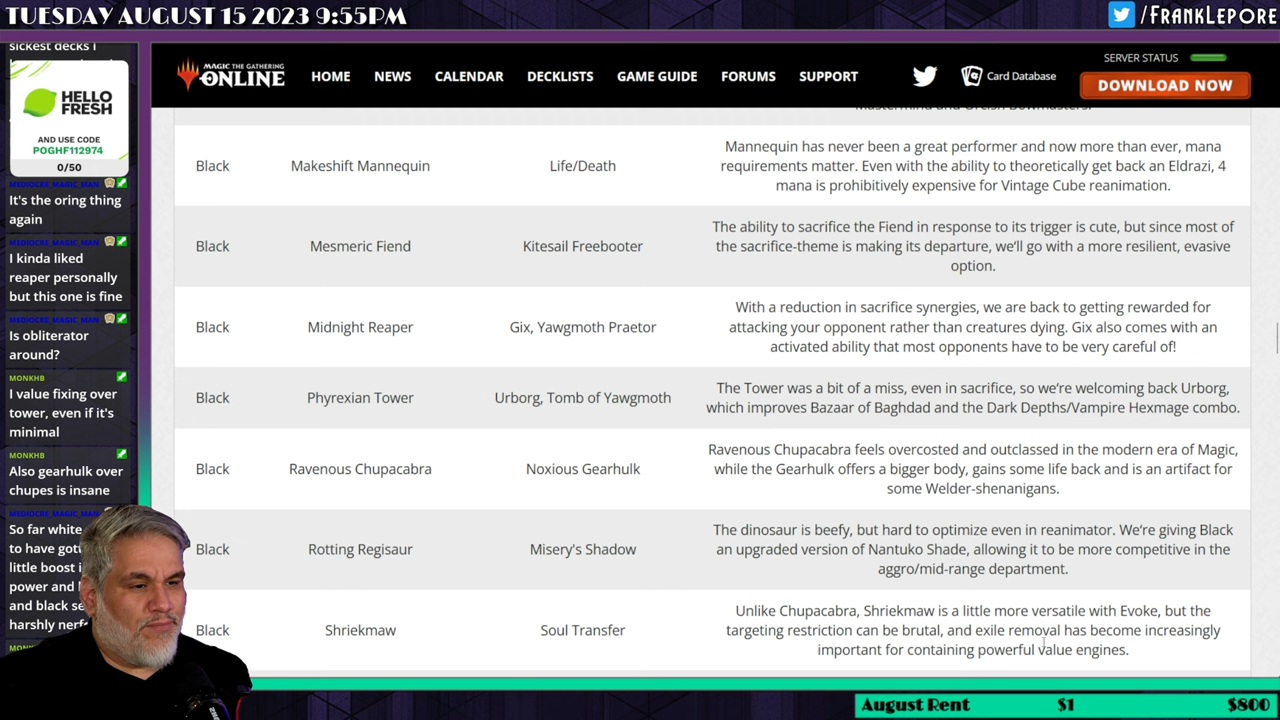 TUESDAY AUGUST 15 2023 9:55PM
/FRANKLEPORE
sickest decks I
HELLO
FRESH
AND USE CODE
POGHF112974
0/50
MEDIOCRE_MAGIC_MAN
It's the oring thing
again
MEDIOCRE_MAGIC_MAN
I kinda liked
reaper personally
but this one is fine
MEDIOCRE_MAGIC_MAN
Is obliterator
around?
MONKHB
I value fixing over
tower, even if it's
minimal
MONKHB
Also gearhulk over
chupes is insane
MEDIOCRE_MAGIC_MAN
So far white
to have got
little boost i
power and
and black se
harshly nerf
MAGIC THE GATHERING
ONLINE
HOME
NEWS
CALENDAR
DECKLISTS
GAME GUIDE
FORUMS
SUPPORT
Card Database
SERVER STATUS
DOWNLOAD NOW
Mastermind and Orcish Bowmasters.
Black
Makeshift Mannequin
Life/Death
Mannequin has never been a great performer and now more than ever, mana
requirements matter. Even with the ability to theoretically get back an Eldrazi, 4
mana is prohibitively expensive for Vintage Cube reanimation.
Black
Mesmeric Fiend
Kitesail Freebooter
The ability to sacrifice the Fiend in response to its trigger is cute, but since most of
the sacrifice-theme is making its departure, we'll go with a more resilient, evasive
option.
Black
Midnight Reaper
Gix, Yawgmoth Praetor
With a reduction in sacrifice synergies, we are back to getting rewarded for
attacking your opponent rather than creatures dying. Gix also comes with an
activated ability that most opponents have to be very careful of!
Black
Phyrexian Tower
Urborg, Tomb of Yawgmoth
The Tower was a bit of a miss, even in sacrifice, so we're welcoming back Urborg,
which improves Bazaar of Baghdad and the Dark Depths/Vampire Hexmage combo.
Black
Ravenous Chupacabra
Noxious Gearhulk
Ravenous Chupacabra feels overcosted and outclassed in the modern era of Magic,
while the Gearhulk offers a bigger body, gains some life back and is an artifact for
some Welder-shenanigans.
Black
Rotting Regisaur
Misery's Shadow
The dinosaur is beefy, but hard to optimize even in reanimator. We're giving Black
an upgraded version of Nantuko Shade, allowing it to be more competitive in the
aggro/mid-range department.
Black
Shriekmaw
Soul Transfer
Unlike Chupacabra, Shriekmaw is a little more versatile with Evoke, but the
targeting restriction can be brutal, and exile removal has become increasingly
important for containing powerful value engines.
August Rent
$1
$800